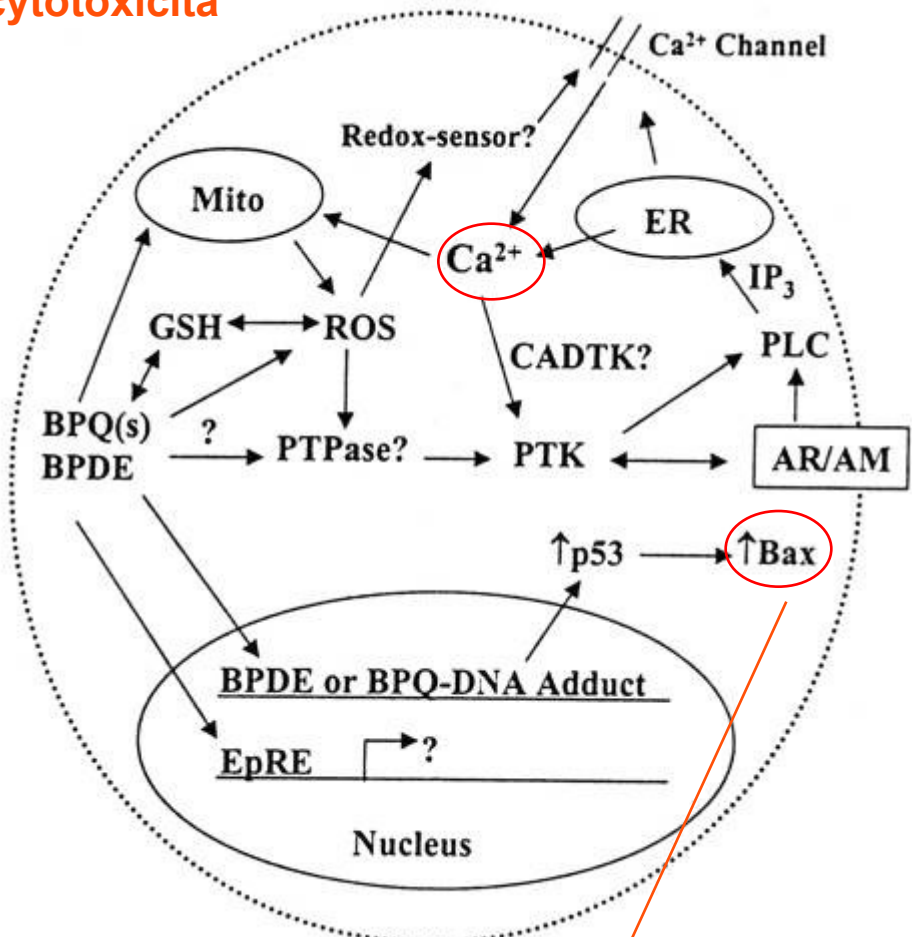 cytotoxicità
Ca²⁺ Channel
Redox-sensor?
Mito
ER
Ca²⁺
IP₃
GSH
ROS
PLC
CADTK?
BPQ(s)
BPDE
?
PTPase?
PTK
AR/AM
↑p53
↑Bax
BPDE or BPQ-DNA Adduct
EpRE
?
Nucleus